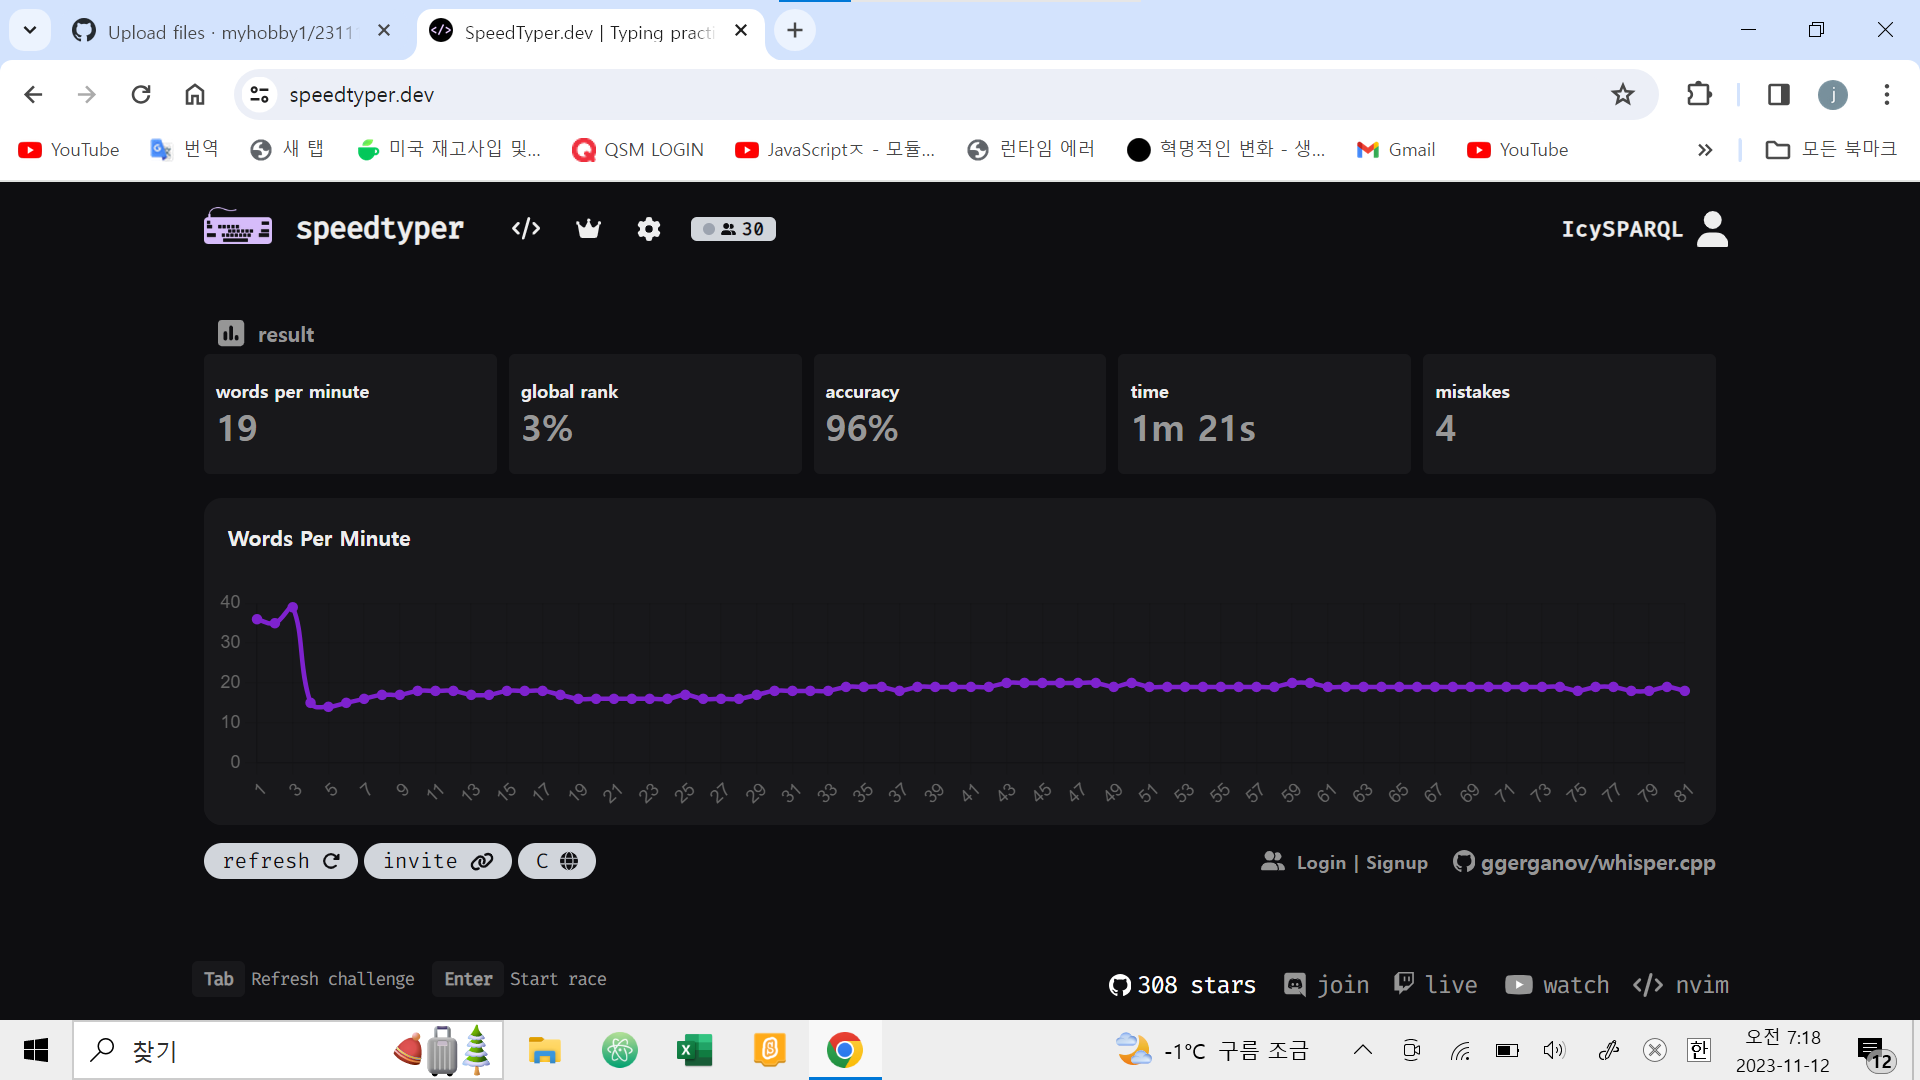 Upload files · myhobby1/2311
SpeedTyper.dev | Typing practi
speedtyper.dev
j
YouTube 번역 새 탭 미국 재고사입 및... QSM LOGIN JavaScriptㅈ - 모듈... 런타임 에러 혁명적인 변화 - 생... Gmail YouTube » 모든 북마크
speedtyper </> 30 IcySPARQL
result
words per minute global rank accuracy time mistakes
19 3% 96% 1m 21s 4
Words Per Minute
40
30
20
10
0
1 3 5 7 9 11 13 15 17 19 21 23 25 27 29 31 33 35 37 39 41 43 45 47 49 51 53 55 57 59 61 63 65 67 69 71 73 75 77 79 81
refresh invite C Login | Signup ggerganov/whisper.cpp
Tab Refresh challenge Enter Start race 308 stars join live watch </> nvim
찾기 -1°C 구름 조금 한 오전 7:18
2023-11-12 12